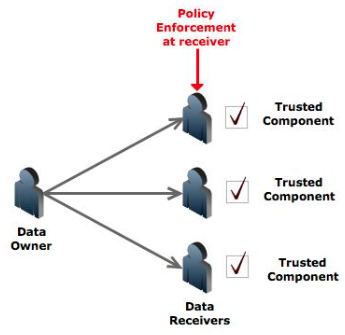 Policy
Enforcement
at receiver
Trusted
Component
Trusted
Component
Data
Owner
Trusted
Component
Data
Receivers